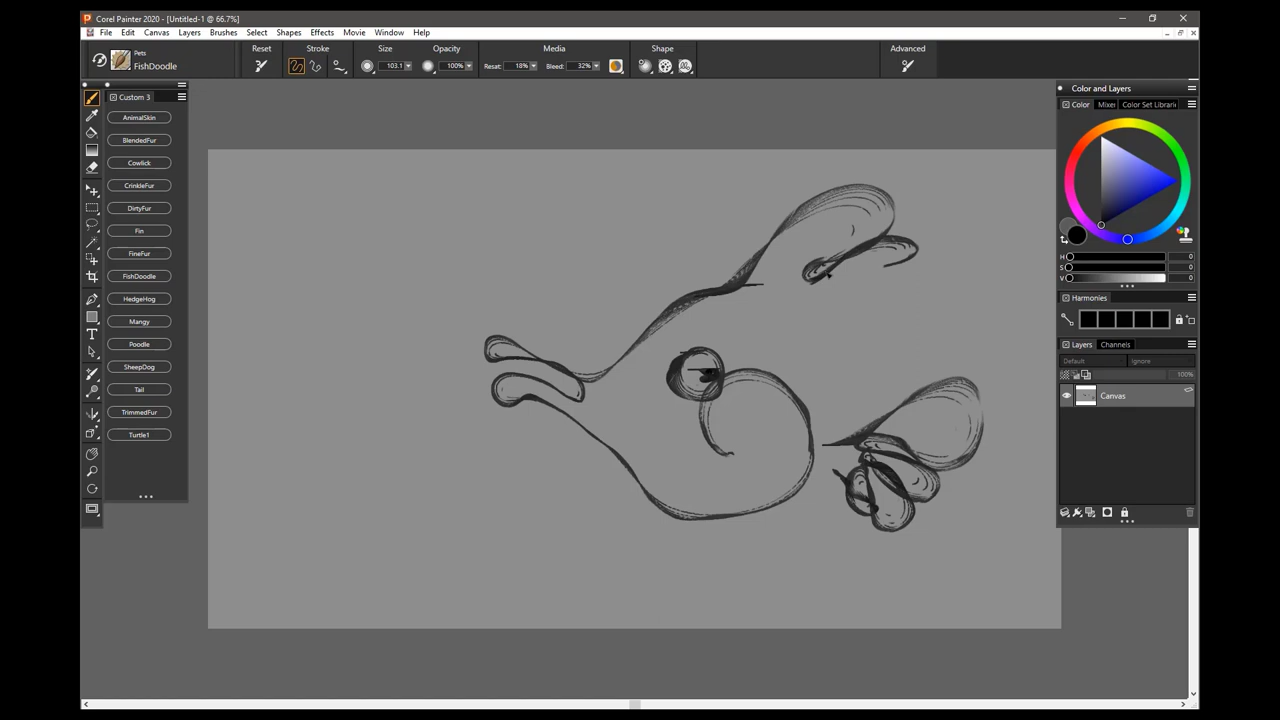 Corel Painter 2020 - [Untitled-1 @ 66.7%]
File Edit Canvas Layers Brushes Select Shapes Effects Movie Window Help
Pets
FishDoodle
Reset Stroke Size Opacity Media Shape Advanced
103.1 100% Resat: 18% Bleed: 32%
Custom 3
AnimalSkin
BlendedFur
Cowlick
CrinkleFur
DirtyFur
Fin
FineFur
FishDoodle
HedgeHog
Mangy
Poodle
SheepDog
Tail
TrimmedFur
Turtle1
Color and Layers
Color Mixer Color Set Librari
H 0
S 0
V 0
Harmonies
Layers Channels
Default Ignore
100%
Canvas